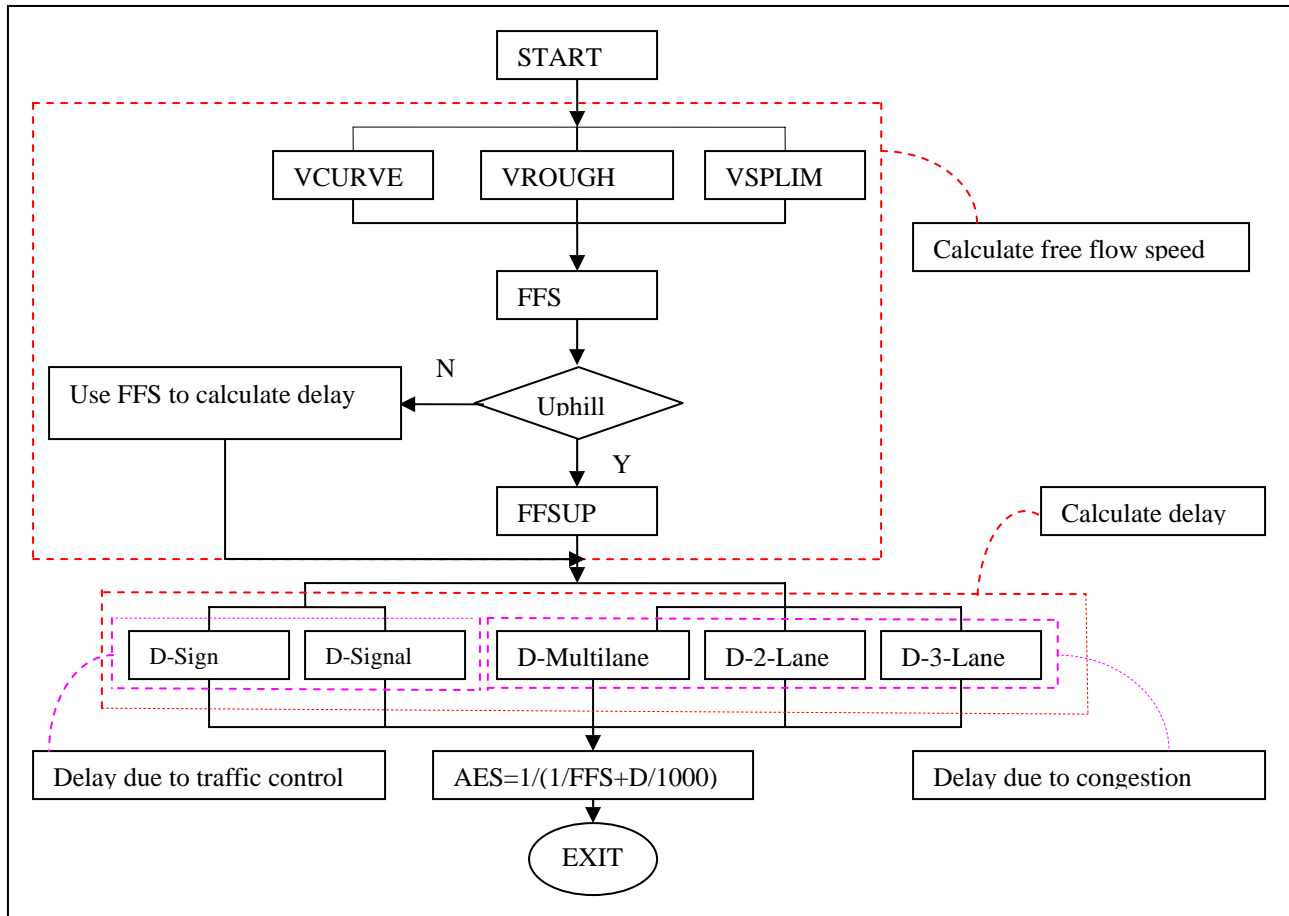 START
VCURVE
VROUGH
VSPLIM
Calculate free flow speed
FFS
N
Use FFS to calculate delay
Uphill
Y
FFSUP
Calculate delay
D-Sign
D-Signal
D-Multilane
D-2-Lane
D-3-Lane
Delay due to traffic control
AES=1/(1/FFS+D/1000)
Delay due to congestion
EXIT